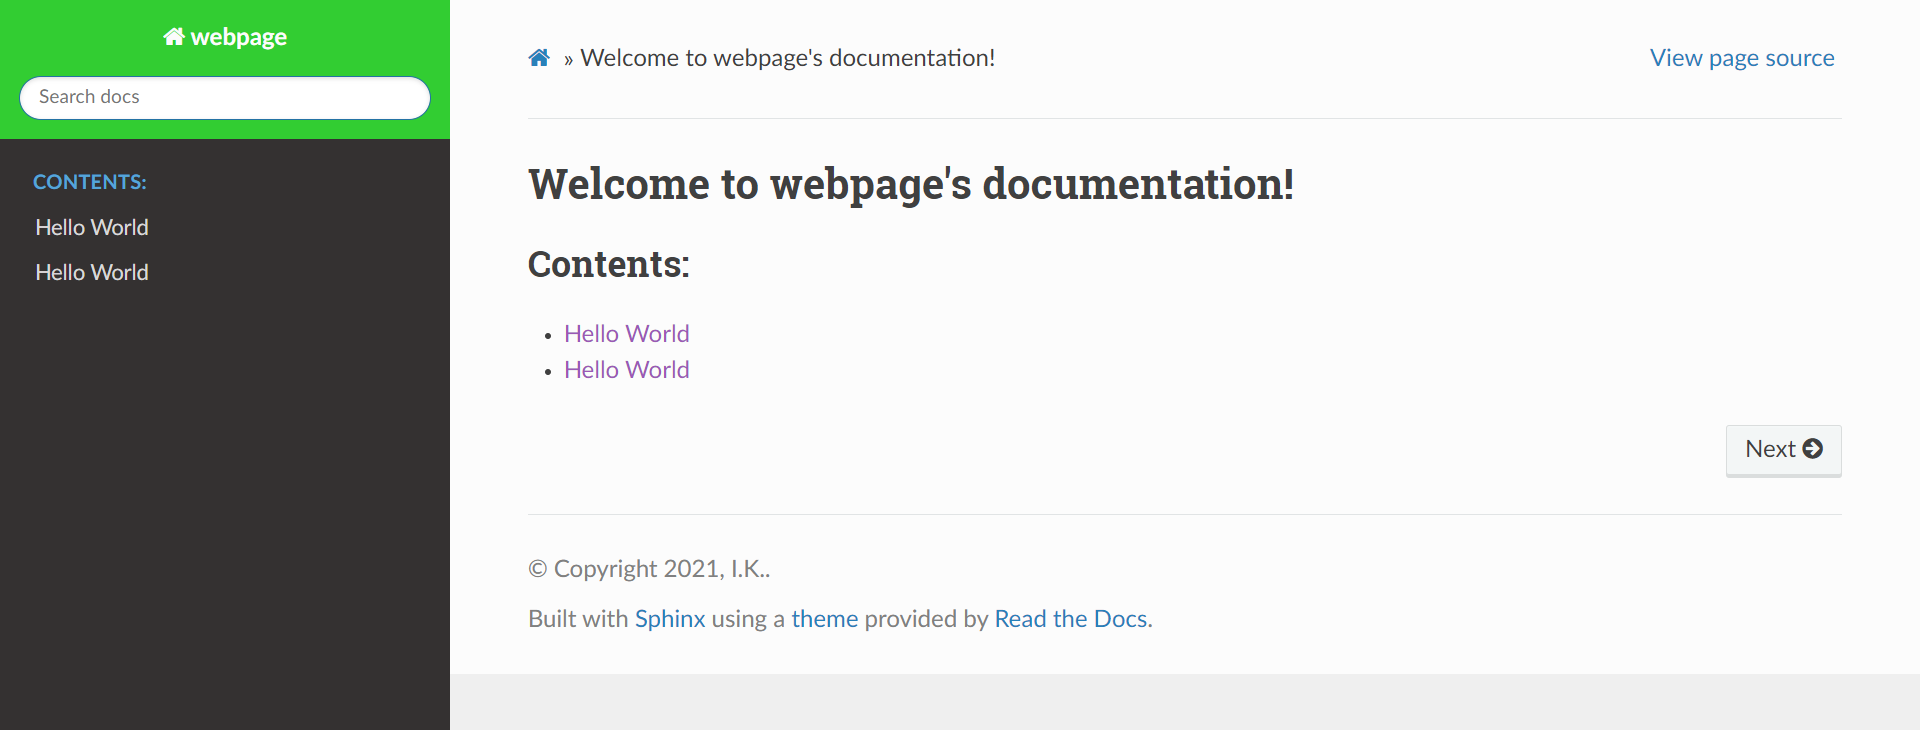 webpage
Search docs
CONTENTS:
Hello World
Hello World
» Welcome to webpage's documentation!
View page source
Welcome to webpage's documentation!
Contents:
• Hello World
• Hello World
Next
© Copyright 2021, I.K..
Built with Sphinx using a theme provided by Read the Docs.